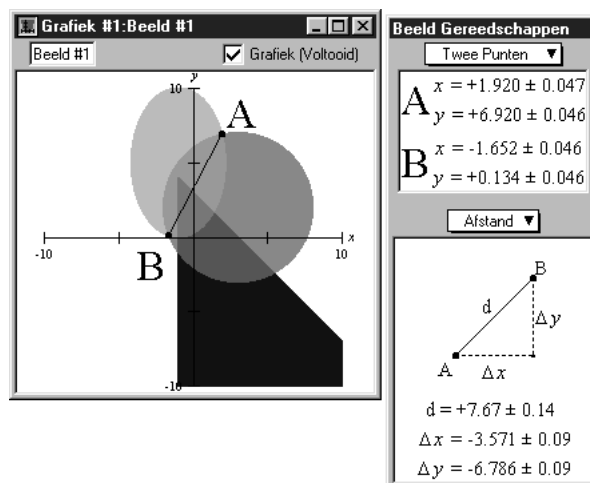 Grafiek #1:Beeld #1
Beeld #1
Grafiek (Voltooid)
y
10
A
-10
B
x
10
-10
Beeld Gereedschappen
Twee Punten
A
x = +1.920 ± 0.047
y = +6.920 ± 0.046
B
x = -1.652 ± 0.046
y = +0.134 ± 0.046
Afstand
B
d
Δy
A
Δx
d = +7.67 ± 0.14
Δx = -3.571 ± 0.09
Δy = -6.786 ± 0.09